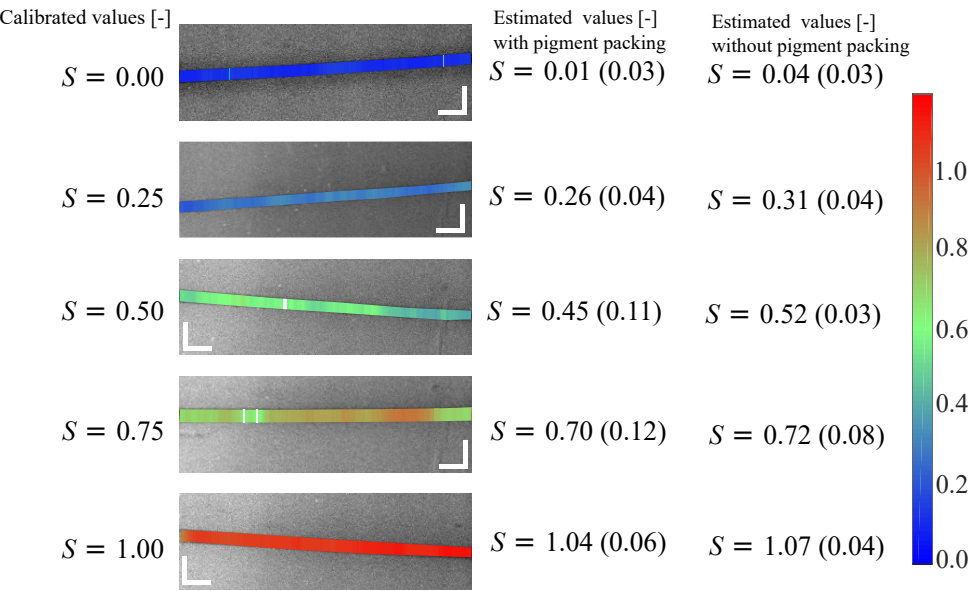 Calibrated values [-]
Estimated values [-]
with pigment packing
Estimated values [-]
without pigment packing
S = 0.00
S = 0.01 (0.03)
S = 0.04 (0.03)
S = 0.25
S = 0.26 (0.04)
S = 0.31 (0.04)
S = 0.50
S = 0.45 (0.11)
S = 0.52 (0.03)
S = 0.75
S = 0.70 (0.12)
S = 0.72 (0.08)
S = 1.00
S = 1.04 (0.06)
S = 1.07 (0.04)
1.0
0.8
0.6
0.4
0.2
0.0